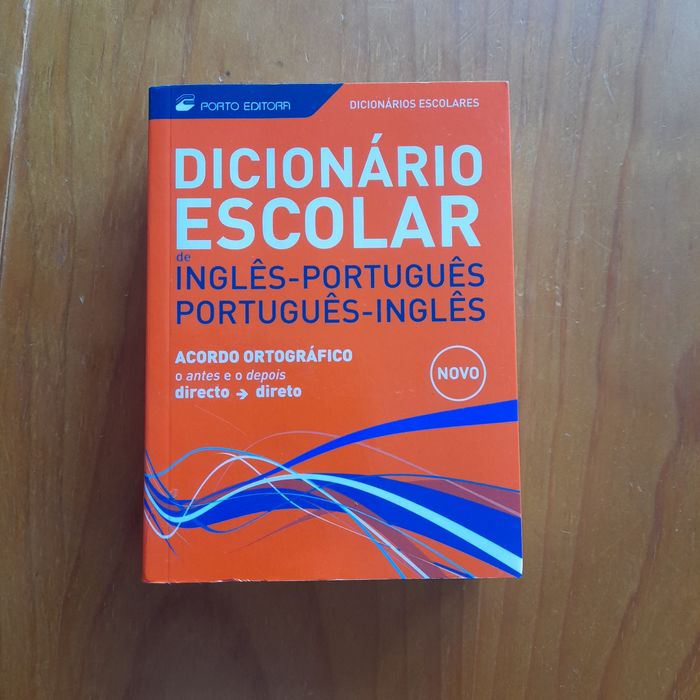 PORTO EDITORA
DICIONÁRIOS ESCOLARES
DICIONÁRIO
ESCOLAR
de
INGLÊS-PORTUGUÊS
PORTUGUÊS-INGLÊS
ACORDO ORTOGRÁFICO
o antes e o depois
directo → direto
NOVO